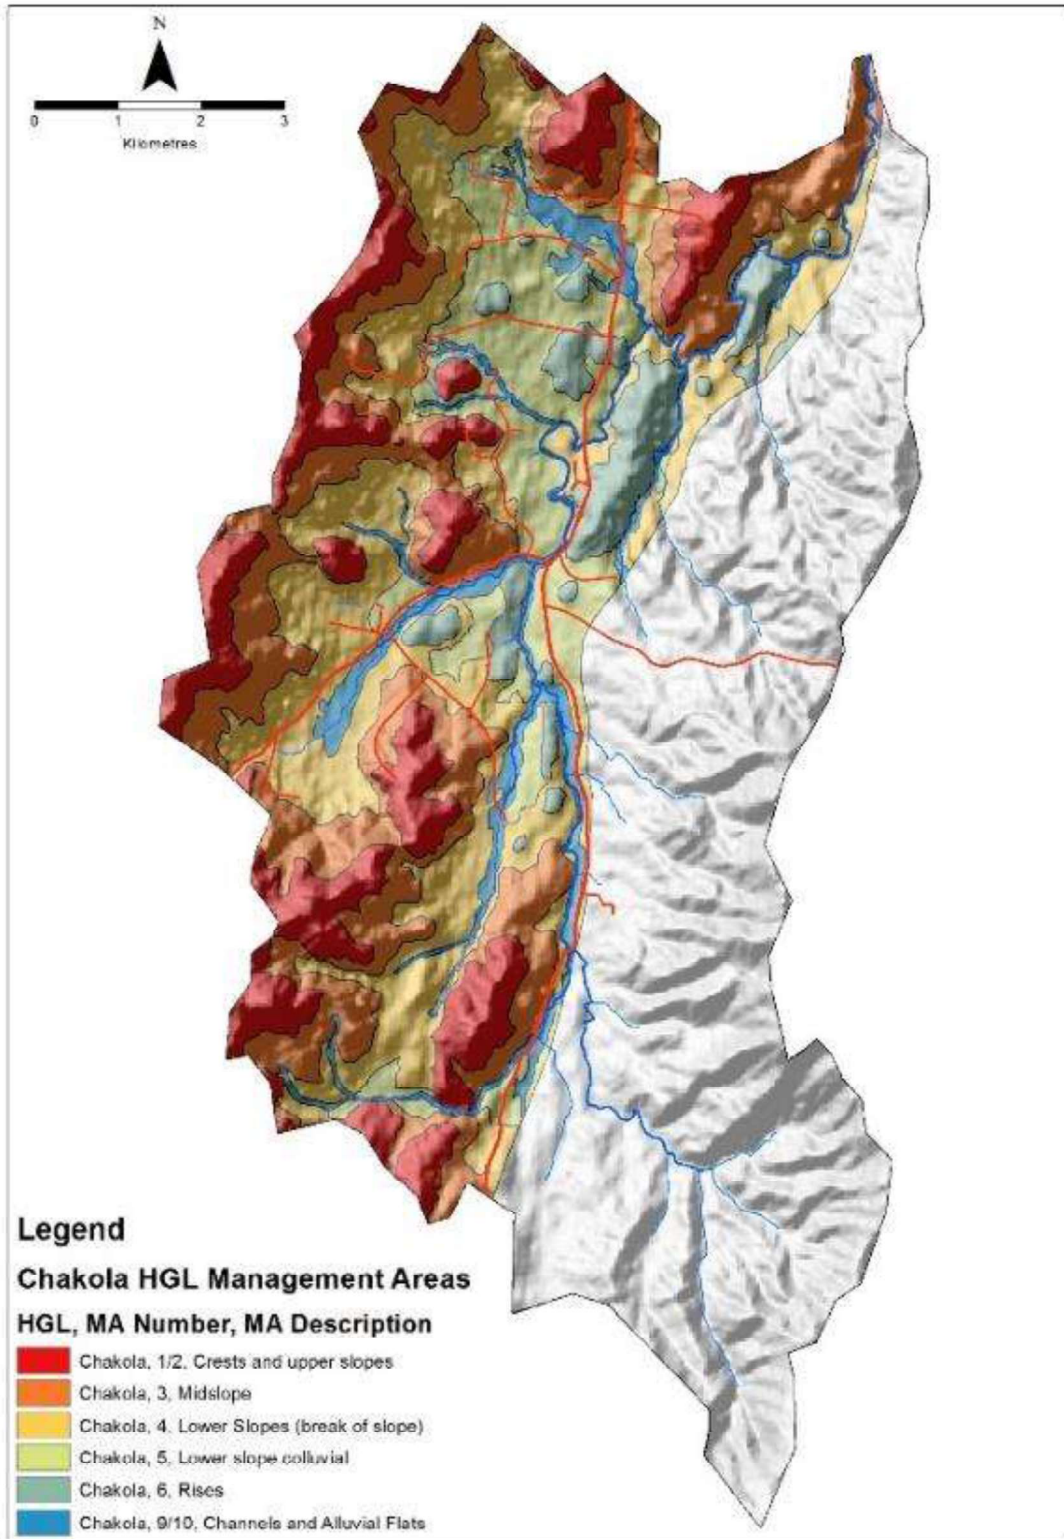 N
0 1 2 3
Kilometres
Legend
Chakola HGL Management Areas
HGL, MA Number, MA Description
Chakola, 1/2, Crests and upper slopes
Chakola, 3, Midslope
Chakola, 4, Lower Slopes (break of slope)
Chakola, 5, Lower slope colluvial
Chakola, 6, Rises
Chakola, 9/10, Channels and Alluvial Flats